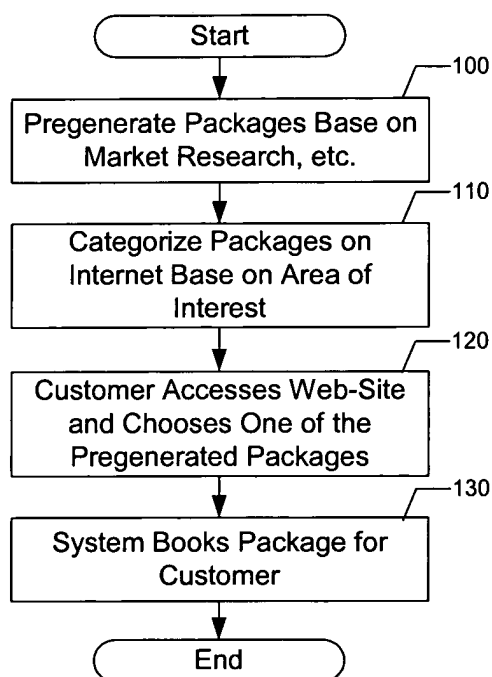 Start
100
Pregenerate Packages Base on
Market Research, etc.
110
Categorize Packages on
Internet Base on Area of
Interest
120
Customer Accesses Web-Site
and Chooses One of the
Pregenerated Packages
130
System Books Package for
Customer
End